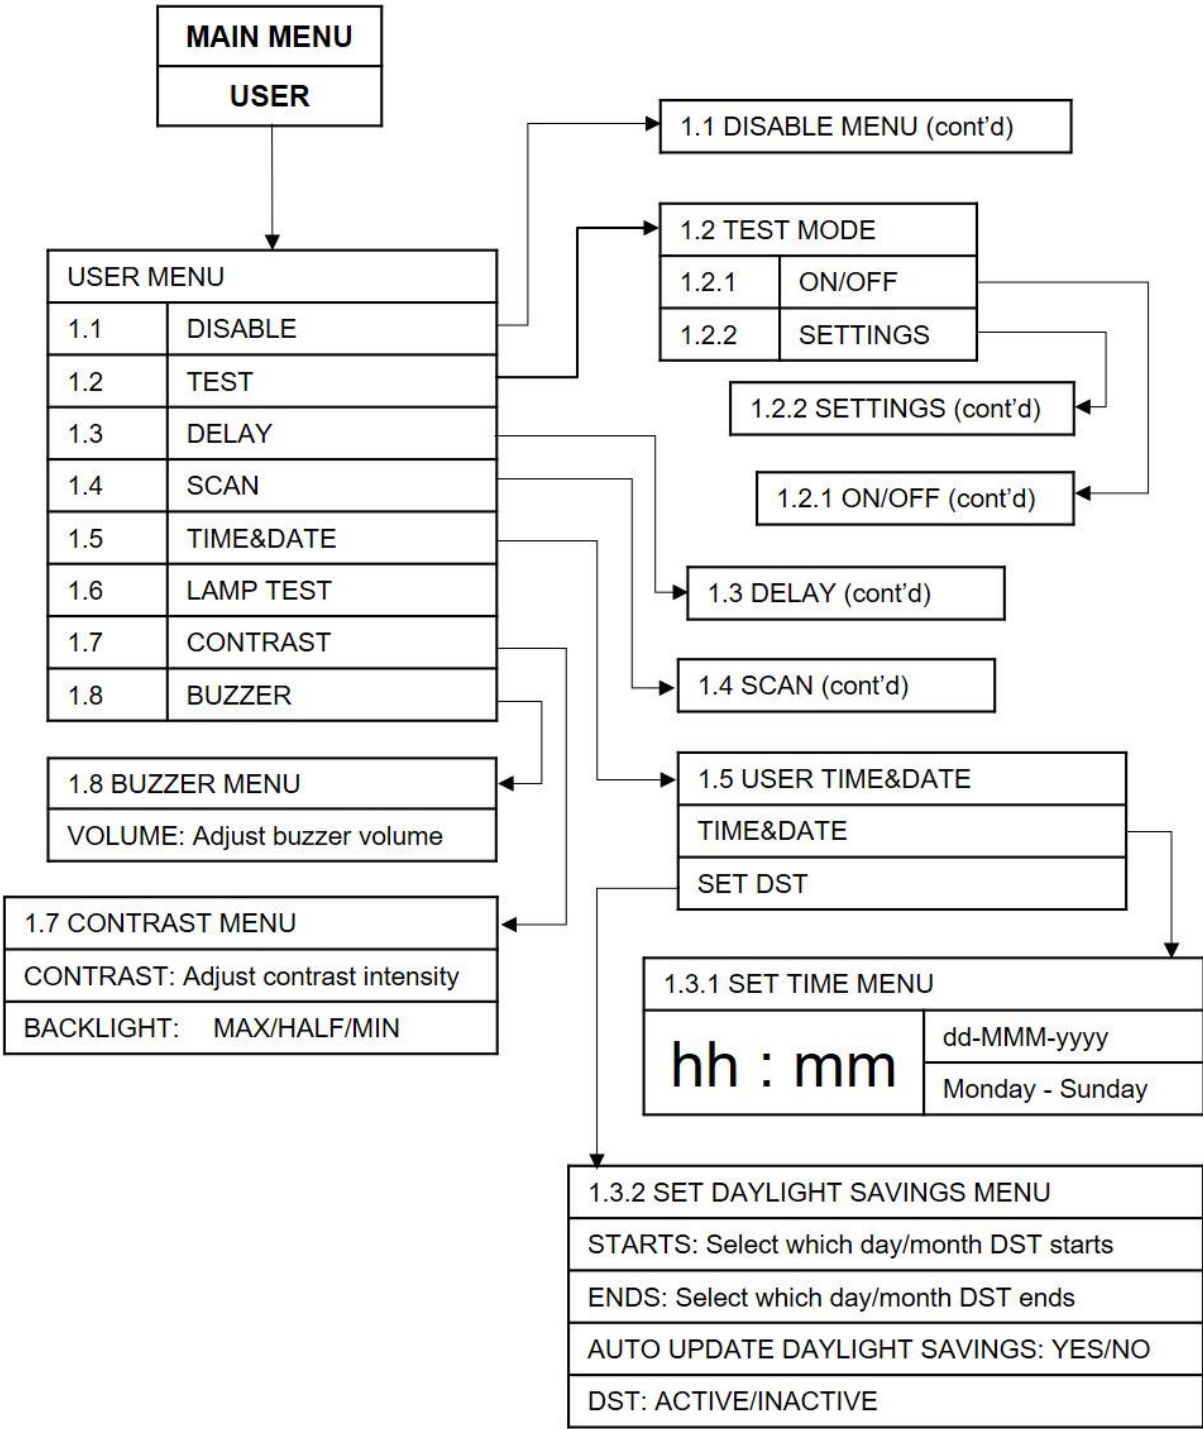 MAIN MENU
USER
1.1 DISABLE MENU (cont’d)
USER MENU
1.1 DISABLE
1.2 TEST
1.3 DELAY
1.4 SCAN
1.5 TIME&DATE
1.6 LAMP TEST
1.7 CONTRAST
1.8 BUZZER
1.2 TEST MODE
1.2.1 ON/OFF
1.2.2 SETTINGS
1.2.2 SETTINGS (cont’d)
1.2.1 ON/OFF (cont’d)
1.3 DELAY (cont’d)
1.4 SCAN (cont’d)
1.8 BUZZER MENU
VOLUME: Adjust buzzer volume
1.7 CONTRAST MENU
CONTRAST: Adjust contrast intensity
BACKLIGHT: MAX/HALF/MIN
1.5 USER TIME&DATE
TIME&DATE
SET DST
1.3.1 SET TIME MENU
hh : mm
dd-MMM-yyyy
Monday - Sunday
1.3.2 SET DAYLIGHT SAVINGS MENU
STARTS: Select which day/month DST starts
ENDS: Select which day/month DST ends
AUTO UPDATE DAYLIGHT SAVINGS: YES/NO
DST: ACTIVE/INACTIVE